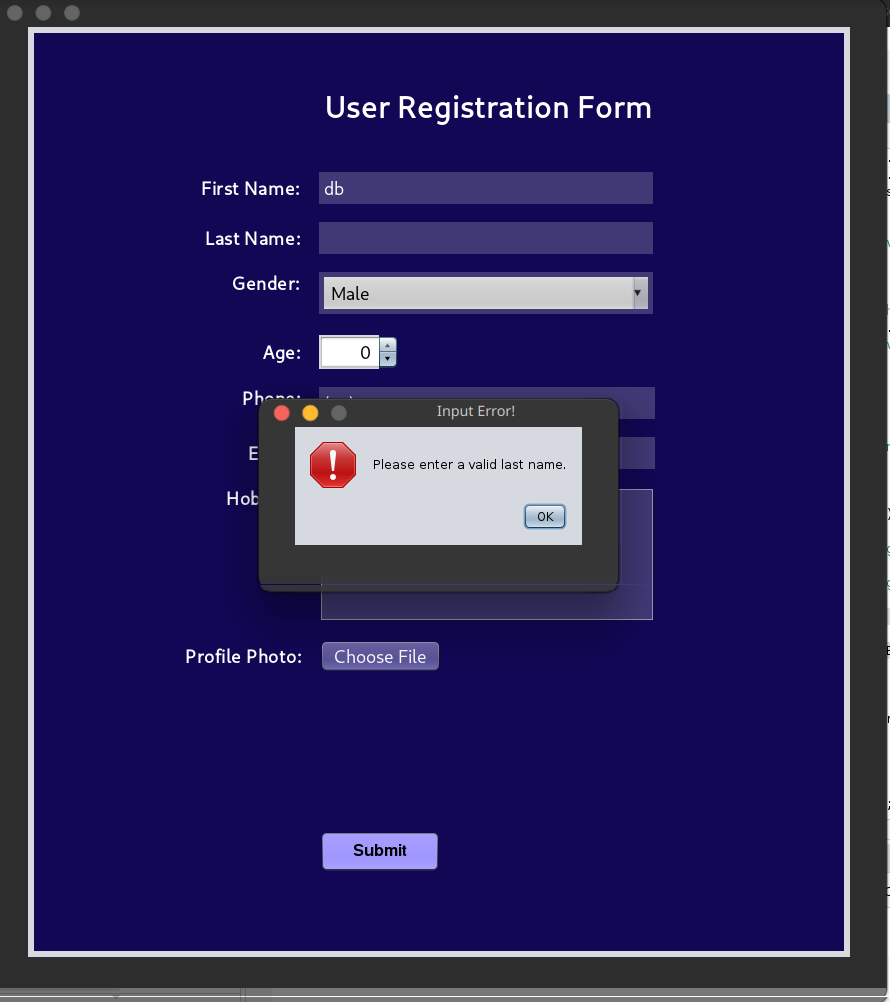 User Registration Form
First Name: db
Last Name:
Gender: Male
Age: 0
Phone:
Input Error!
Please enter a valid last name.
OK
Profile Photo: Choose File
Submit